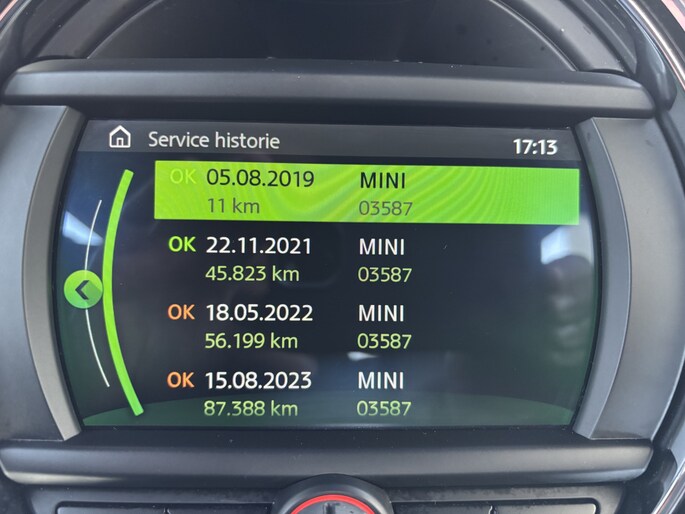 Service historie 17:13
OK 05.08.2019 MINI
11 km 03587
OK 22.11.2021 MINI
45.823 km 03587
OK 18.05.2022 MINI
56.199 km 03587
OK 15.08.2023 MINI
87.388 km 03587